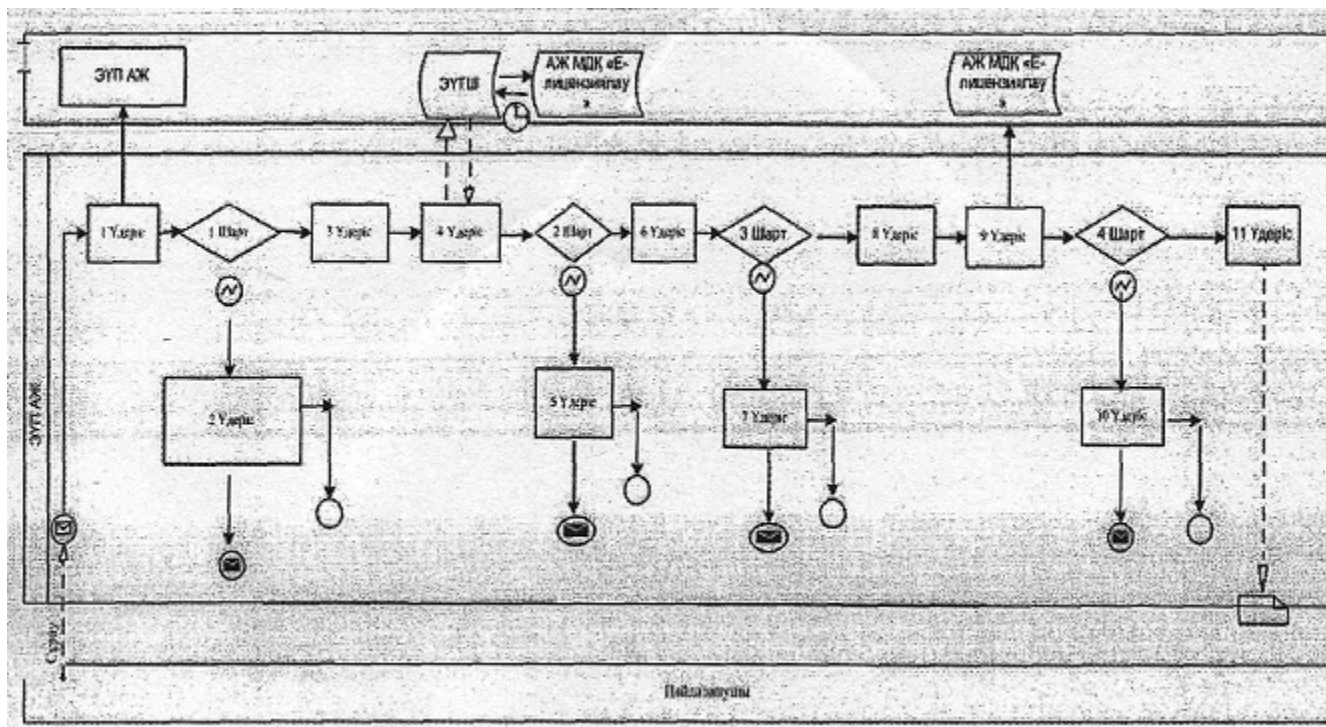 ЭҮП АЖ
ЭҮТШ
АЖ МДҚ «Е-
лицензиялау
»
АЖ МДҚ «Е-
лицензиялау
»
1 Үдеріс
1 Шарт
3 Үдеріс
4 Үдеріс
2 Шарт
6 Үдеріс
3 Шарт
8 Үдеріс
9 Үдеріс
4 Шарт
11 Үдеріс
2 Үдеріс
5 Үдеріс
7 Үдеріс
10 Үдеріс
ЭҮП АЖ
Сұрау
Пайдаланушы